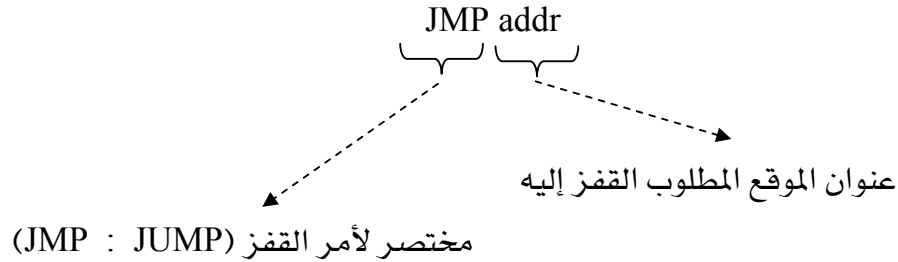 JMP addr
عنوان الموقع المطلوب القفز إليه
مختصر لأمر القفز (JMP : JUMP)